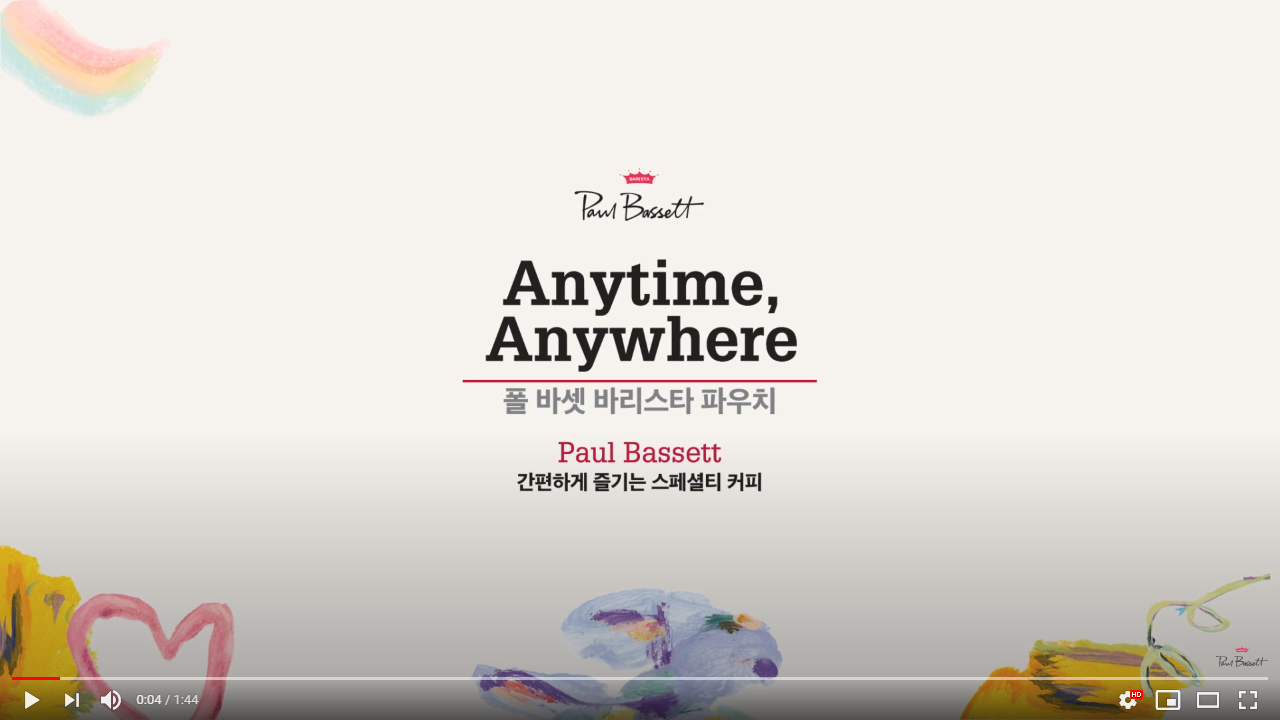 BARISTA
Paul Bassett
Anytime,
Anywhere
폴 바셋 바리스타 파우치
Paul Bassett
간편하게 즐기는 스페셜티 커피
Paul Bassett
0:04 / 1:44
HD